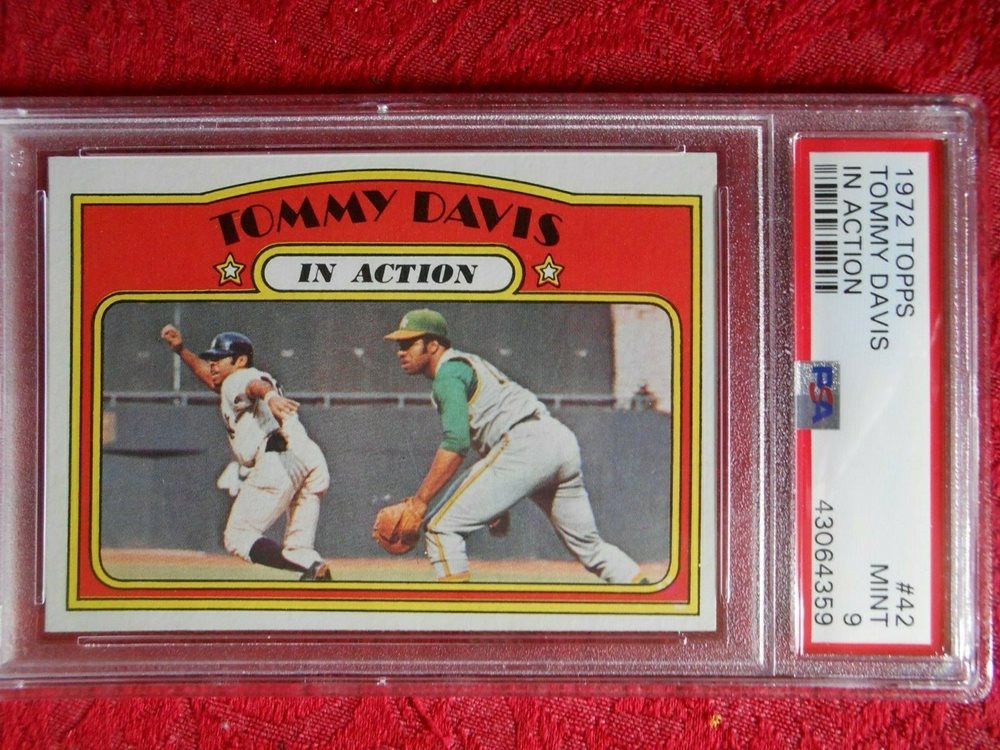 TOMMY DAVIS
IN ACTION
1972 TOPPS
TOMMY DAVIS
IN ACTION
#42
MINT
9
PSA
43064359